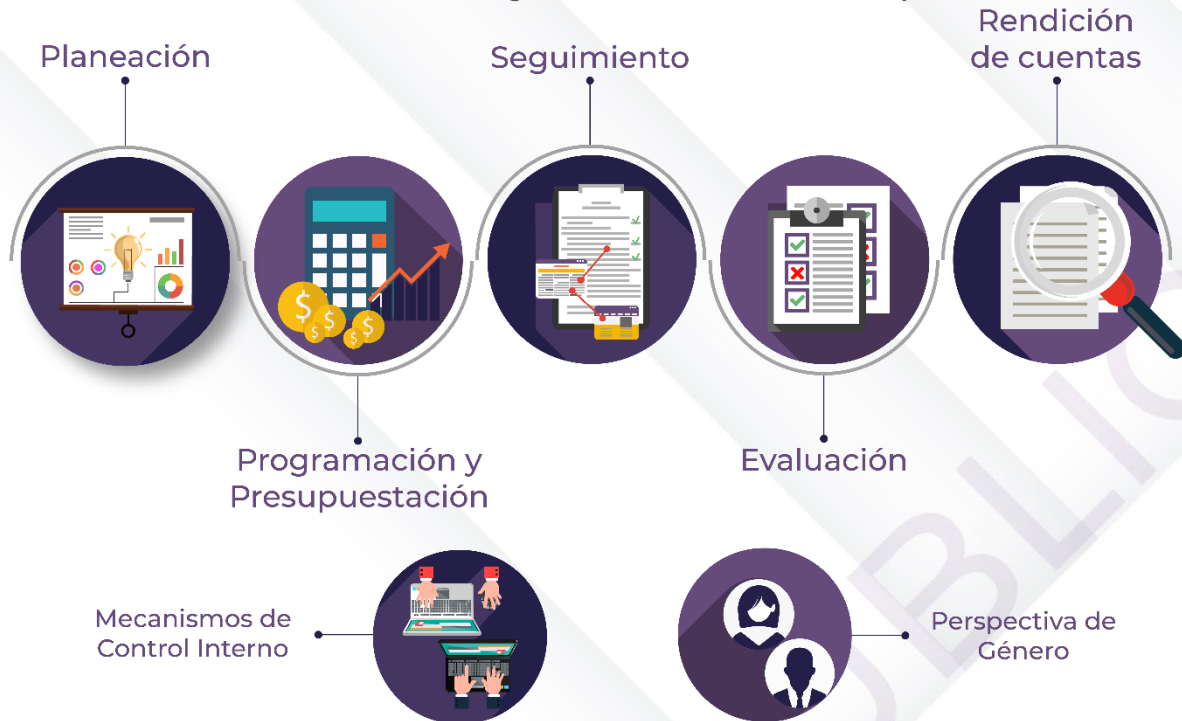 Planeación
Seguimiento
Rendición
de cuentas
Programación y
Presupuestación
Evaluación
Mecanismos de
Control Interno
Perspectiva de
Género